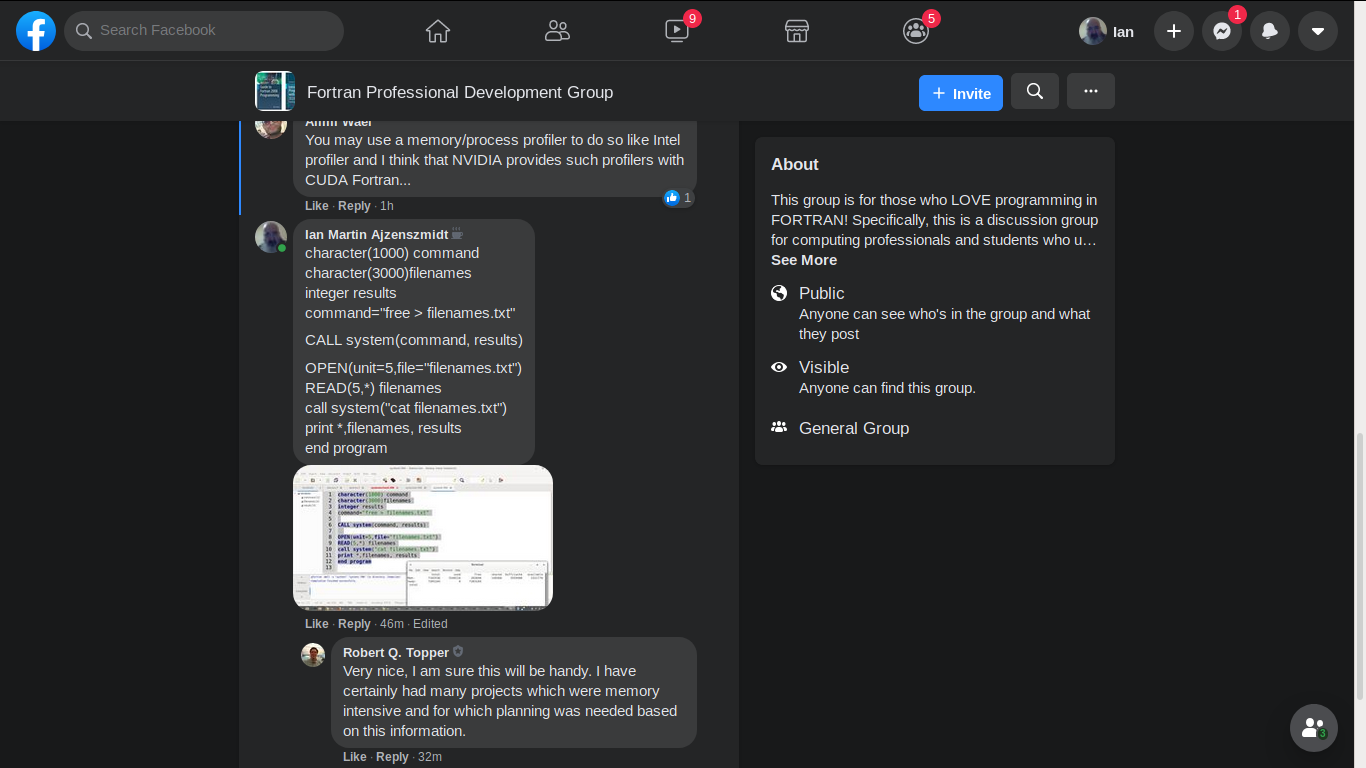 Search Facebook
9
5
Ian
1
Fortran Professional Development Group
Invite
Amin Wael
You may use a memory/process profiler to do so like Intel
profiler and I think that NVIDIA provides such profilers with
CUDA Fortran...
1
Like · Reply · 1h
Ian Martin Ajzenszmidt
character(1000) command
character(3000)filenames
integer results
command="free > filenames.txt"
CALL system(command, results)
OPEN(unit=5,file="filenames.txt")
READ(5,*) filenames
call system("cat filenames.txt")
print *,filenames, results
end program
1 character(1000) command
2 character(3000)filenames
3 integer results
4 command="free > filenames.txt"
5
6 CALL system(command, results)
7
8 OPEN(unit=5,file="filenames.txt")
9 READ(5,*) filenames
10 call system("cat filenames.txt")
11 print *,filenames, results
12 end program
13
Like · Reply · 46m · Edited
Robert Q. Topper
Very nice, I am sure this will be handy. I have
certainly had many projects which were memory
intensive and for which planning was needed based
on this information.
Like · Reply · 32m
About
This group is for those who LOVE programming in
FORTRAN! Specifically, this is a discussion group
for computing professionals and students who u…
See More
Public
Anyone can see who's in the group and what
they post
Visible
Anyone can find this group.
General Group
3